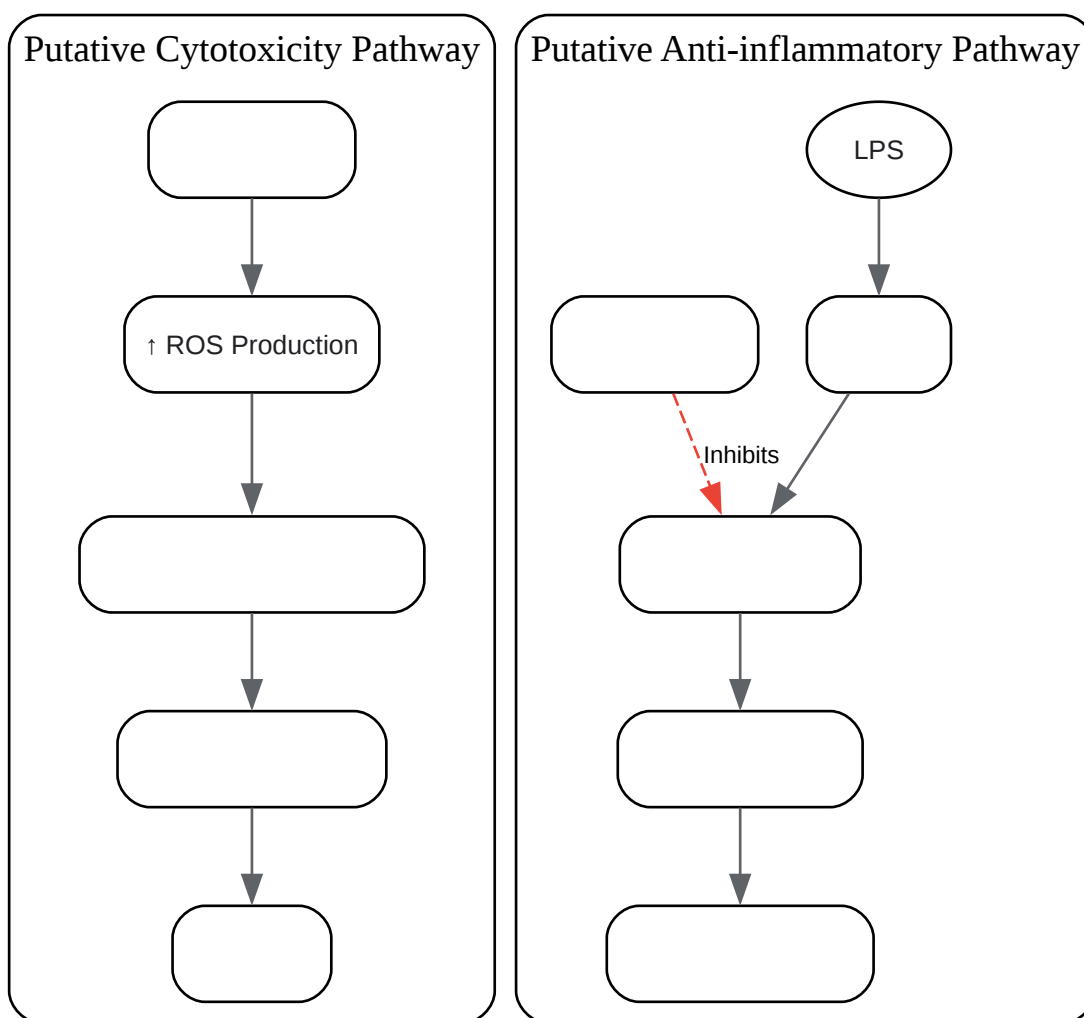 Putative Cytotoxicity Pathway
↑ ROS Production
Putative Anti-inflammatory Pathway
LPS
Inhibits